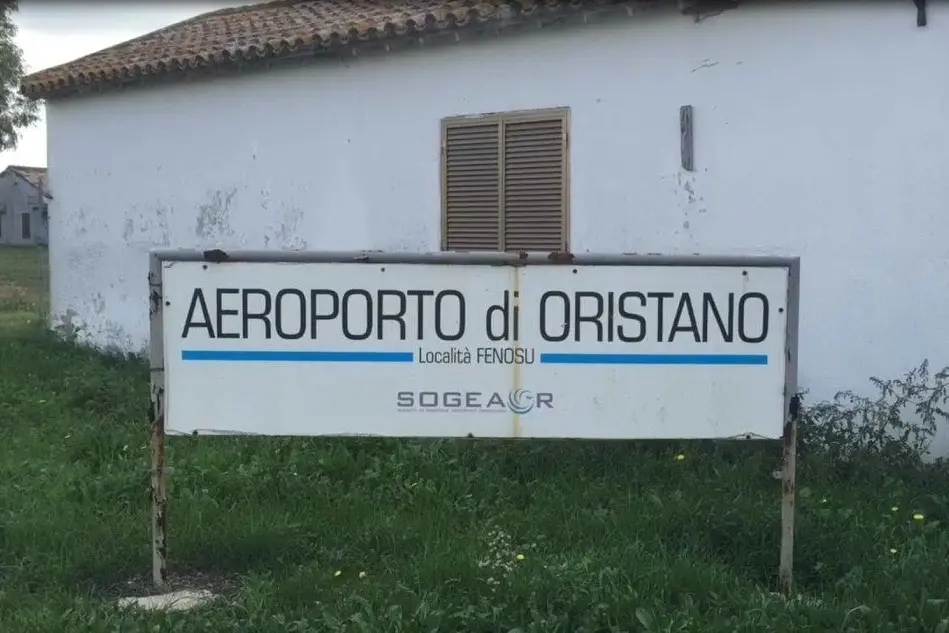 AEROPORTO di ORISTANO
Località FENOSU
SOGEAOR